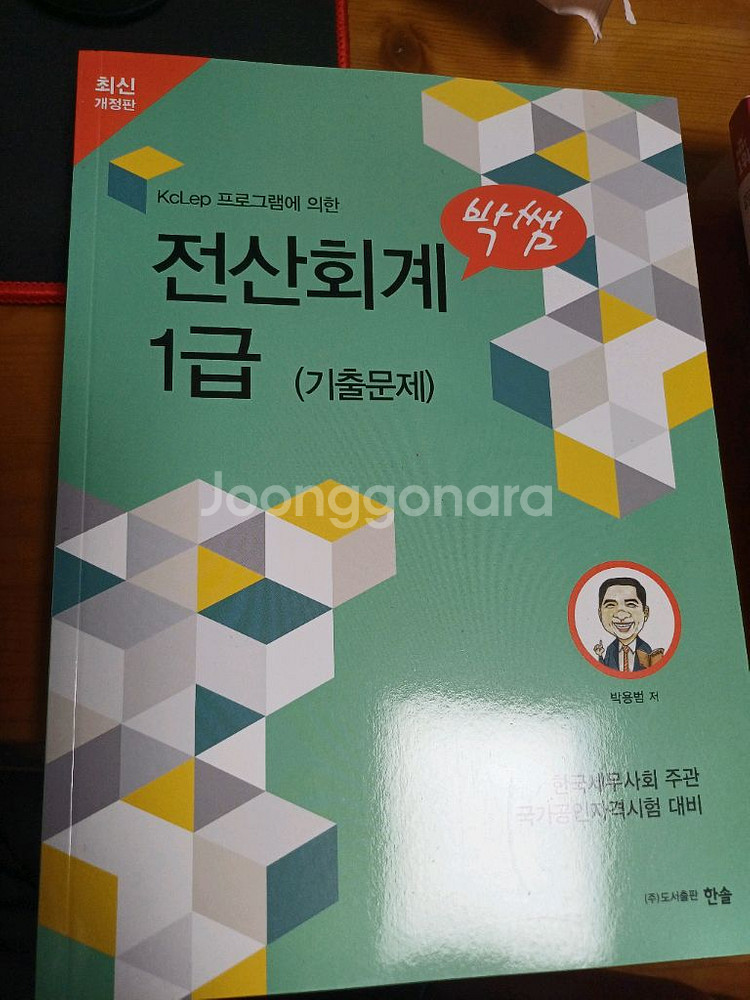 최신
개정판
KcLep 프로그램에 의한
박쌤
전산회계
1급 (기출문제)
Joonggonara
박용범 저
한국세무사회 주관
국가공인자격시험 대비
(주)도서출판 한솔